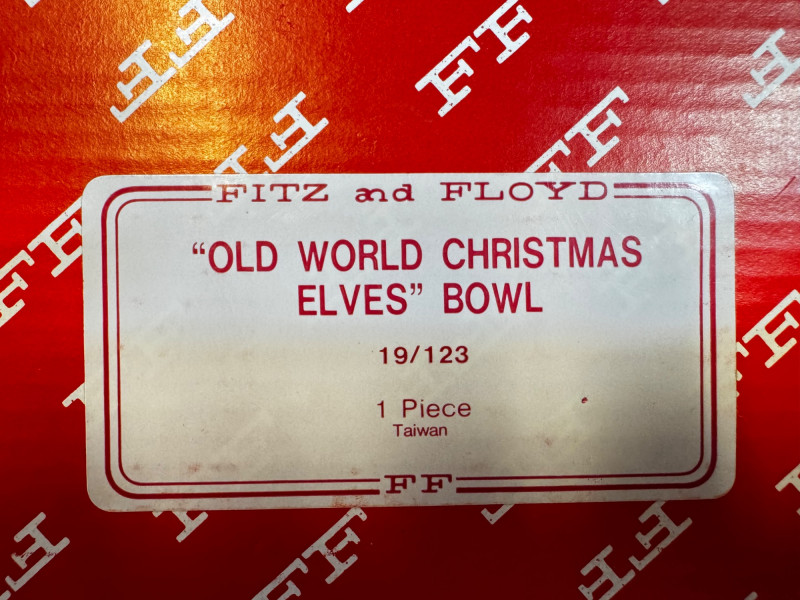 FITZ and FLOYD
“OLD WORLD CHRISTMAS
ELVES” BOWL
19/123
1 Piece
Taiwan
FF